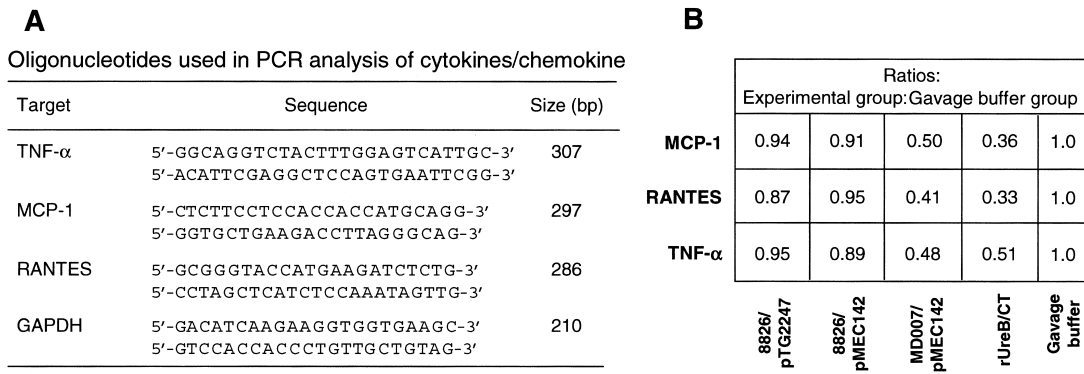 A
Oligonucleotides used in PCR analysis of cytokines/chemokine
Target Sequence Size (bp)
TNF-α 5′-GGCAGGTCTACTTTGGAGTCATTGC-3′ 307
5′-ACATTCGAGGCTCCAGTGAATTCGG-3′
MCP-1 5′-CTCTTCCTCCACCACCATGCAGG-3′ 297
5′-GGTGCTGAAGACCTTAGGGCAG-3′
RANTES 5′-GCGGGTACCATGAAGATCTCTG-3′ 286
5′-CCTAGCTCATCTCCAAATAGTTG-3′
GAPDH 5′-GACATCAAGAAGGTGGTGAAGC-3′ 210
5′-GTCCACCACCCTGTTGCTGTAG-3′
B
Ratios:
Experimental group:Gavage buffer group
MCP-1 0.94 0.91 0.50 0.36 1.0
RANTES 0.87 0.95 0.41 0.33 1.0
TNF-α 0.95 0.89 0.48 0.51 1.0
8826/
pTG2247
8826/
pMEC142
MD007/
pMEC142
rUreB/CT
Gavage
buffer